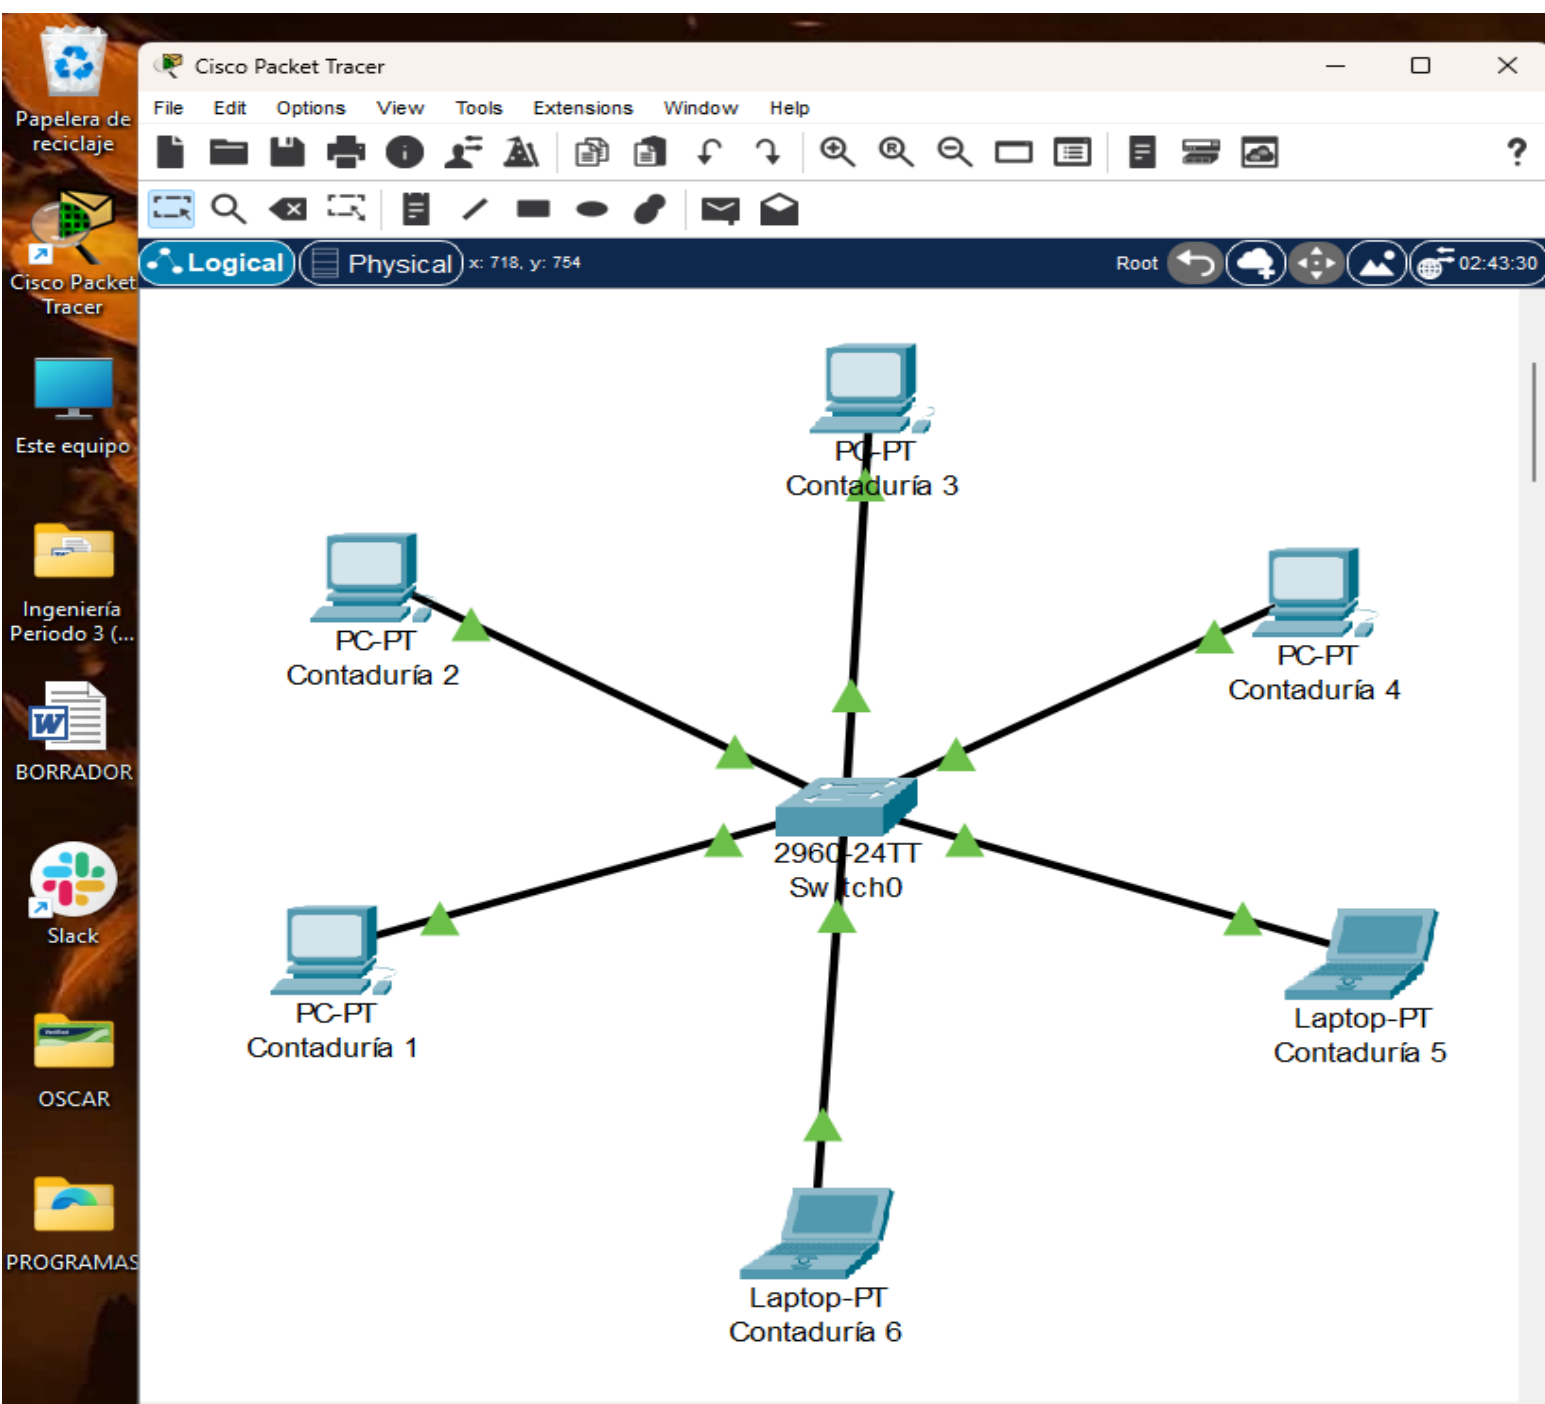 Papelera de
reciclaje
Cisco Packet
Tracer
Este equipo
Ingeniería
Periodo 3 (...
BORRADOR
Slack
OSCAR
PROGRAMAS
Cisco Packet Tracer
File Edit Options View Tools Extensions Window Help
Logical Physical x: 718, y: 754 Root 02:43:30
PC-PT
Contaduría 3
PC-PT
Contaduría 2
PC-PT
Contaduría 4
2960-24TT
Switch0
PC-PT
Contaduría 1
Laptop-PT
Contaduría 5
Laptop-PT
Contaduría 6